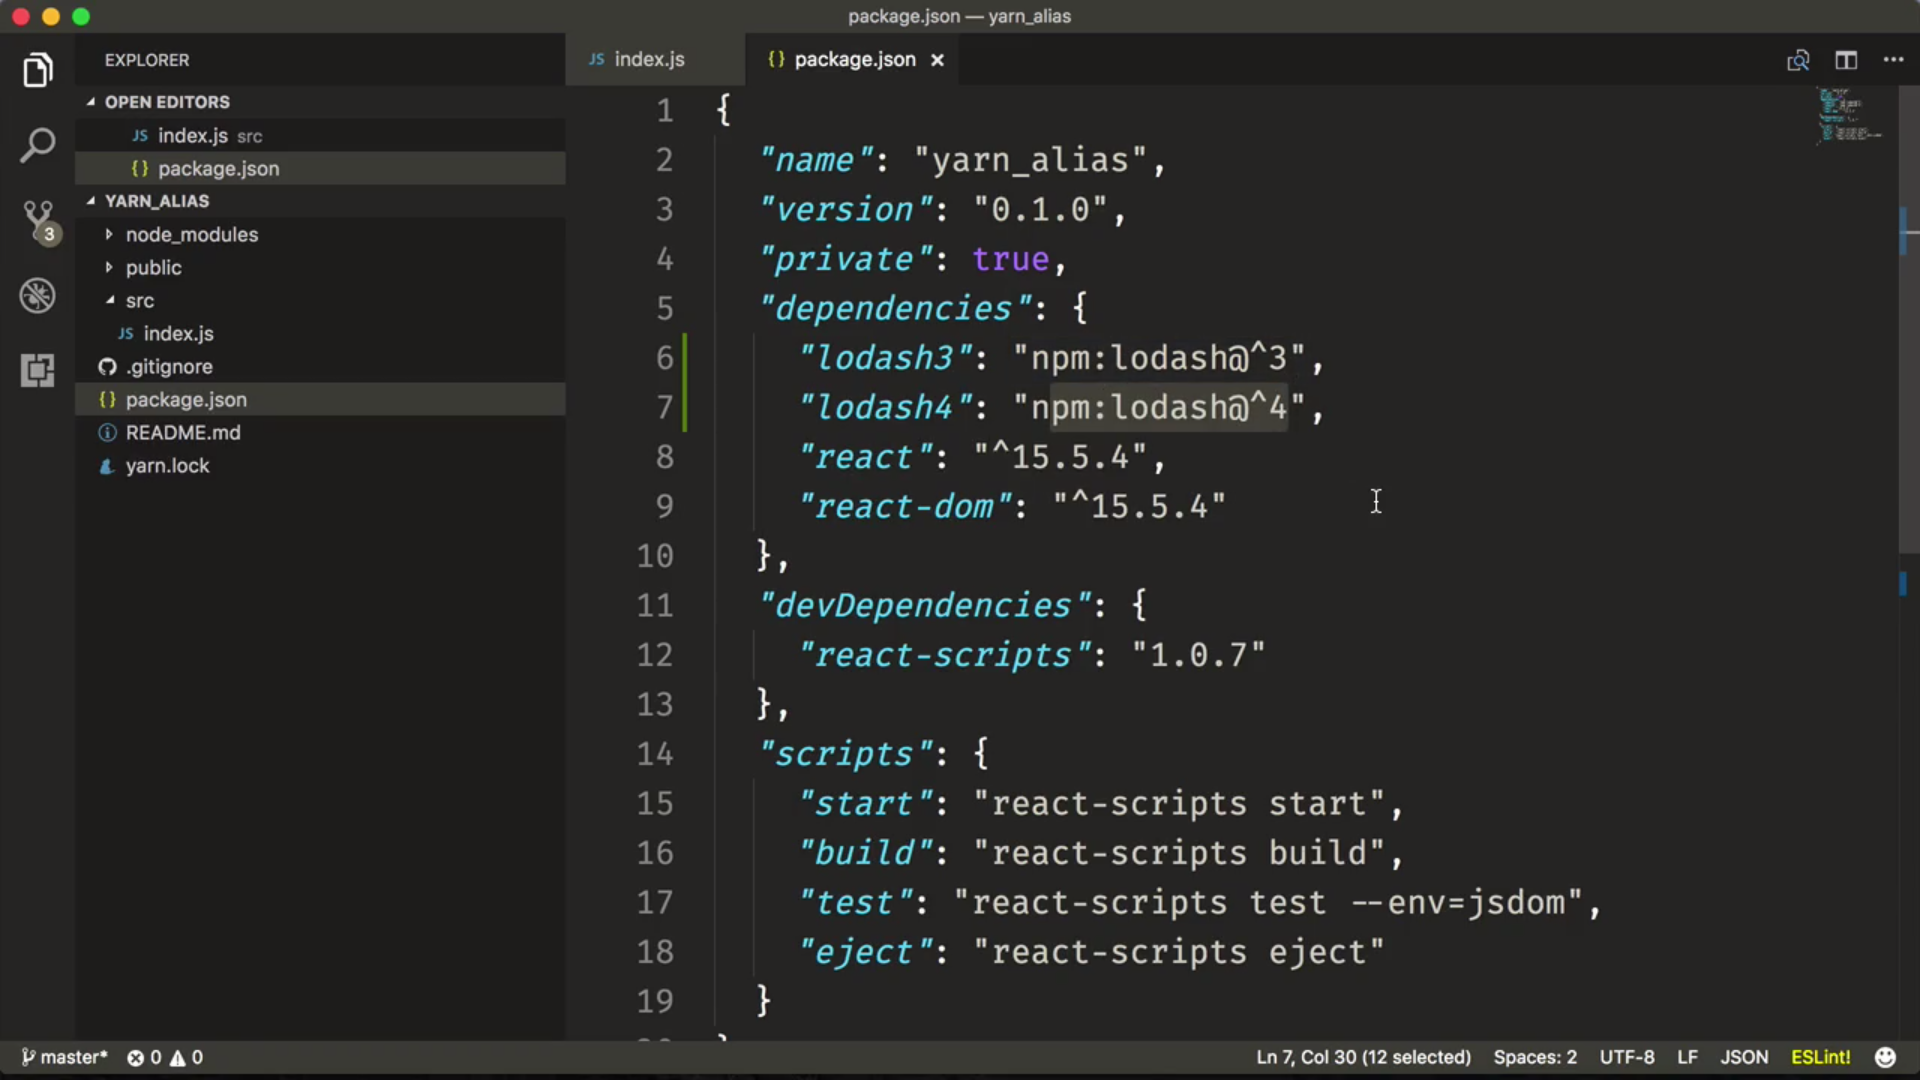 package.json — yarn_alias
EXPLORER
OPEN EDITORS
JS index.js src
{} package.json
YARN_ALIAS
node_modules
public
src
JS index.js
.gitignore
{} package.json
README.md
yarn.lock
3
JS index.js
{} package.json ×
1 {
2 "name": "yarn_alias",
3 "version": "0.1.0",
4 "private": true,
5 "dependencies": {
6 "lodash3": "npm:lodash@^3",
7 "lodash4": "npm:lodash@^4",
8 "react": "^15.5.4",
9 "react-dom": "^15.5.4"
10 },
11 "devDependencies": {
12 "react-scripts": "1.0.7"
13 },
14 "scripts": {
15 "start": "react-scripts start",
16 "build": "react-scripts build",
17 "test": "react-scripts test --env=jsdom",
18 "eject": "react-scripts eject"
19 }
master* 0 0 Ln 7, Col 30 (12 selected) Spaces: 2 UTF-8 LF JSON ESLint!